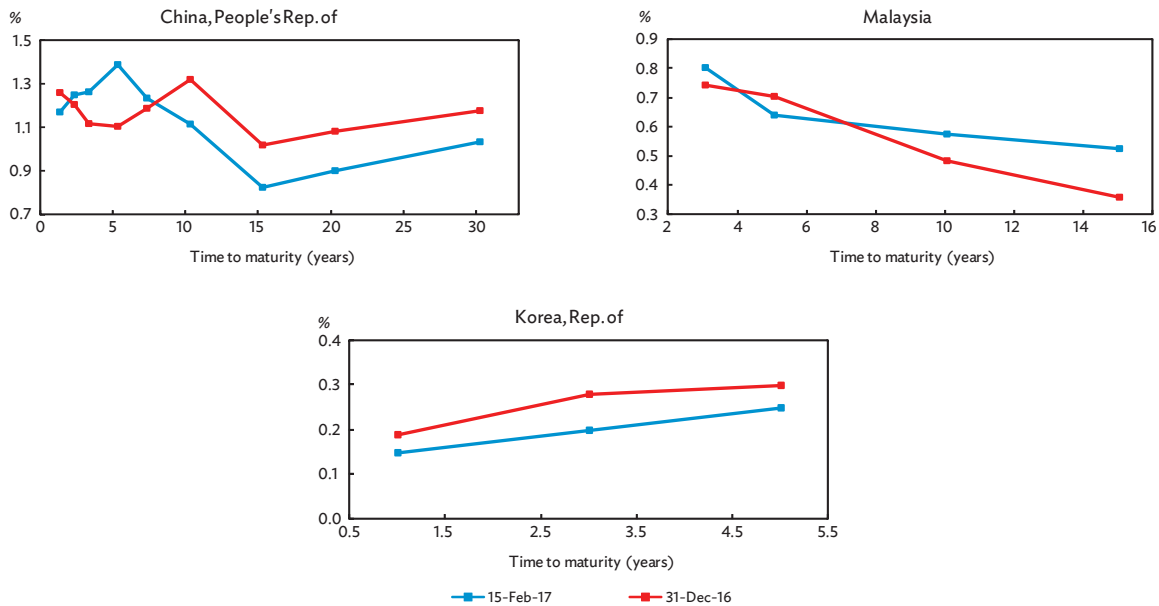 China, People's Rep. of
%
1.5
1.3
1.1
0.9
0.7
0 5 10 15 20 25 30
Time to maturity (years)
Malaysia
%
0.9
0.8
0.7
0.6
0.5
0.4
0.3
2 4 6 8 10 12 14 16
Time to maturity (years)
Korea, Rep. of
%
0.4
0.3
0.2
0.1
0.0
0.5 1.5 2.5 3.5 4.5 5.5
Time to maturity (years)
15-Feb-17 31-Dec-16